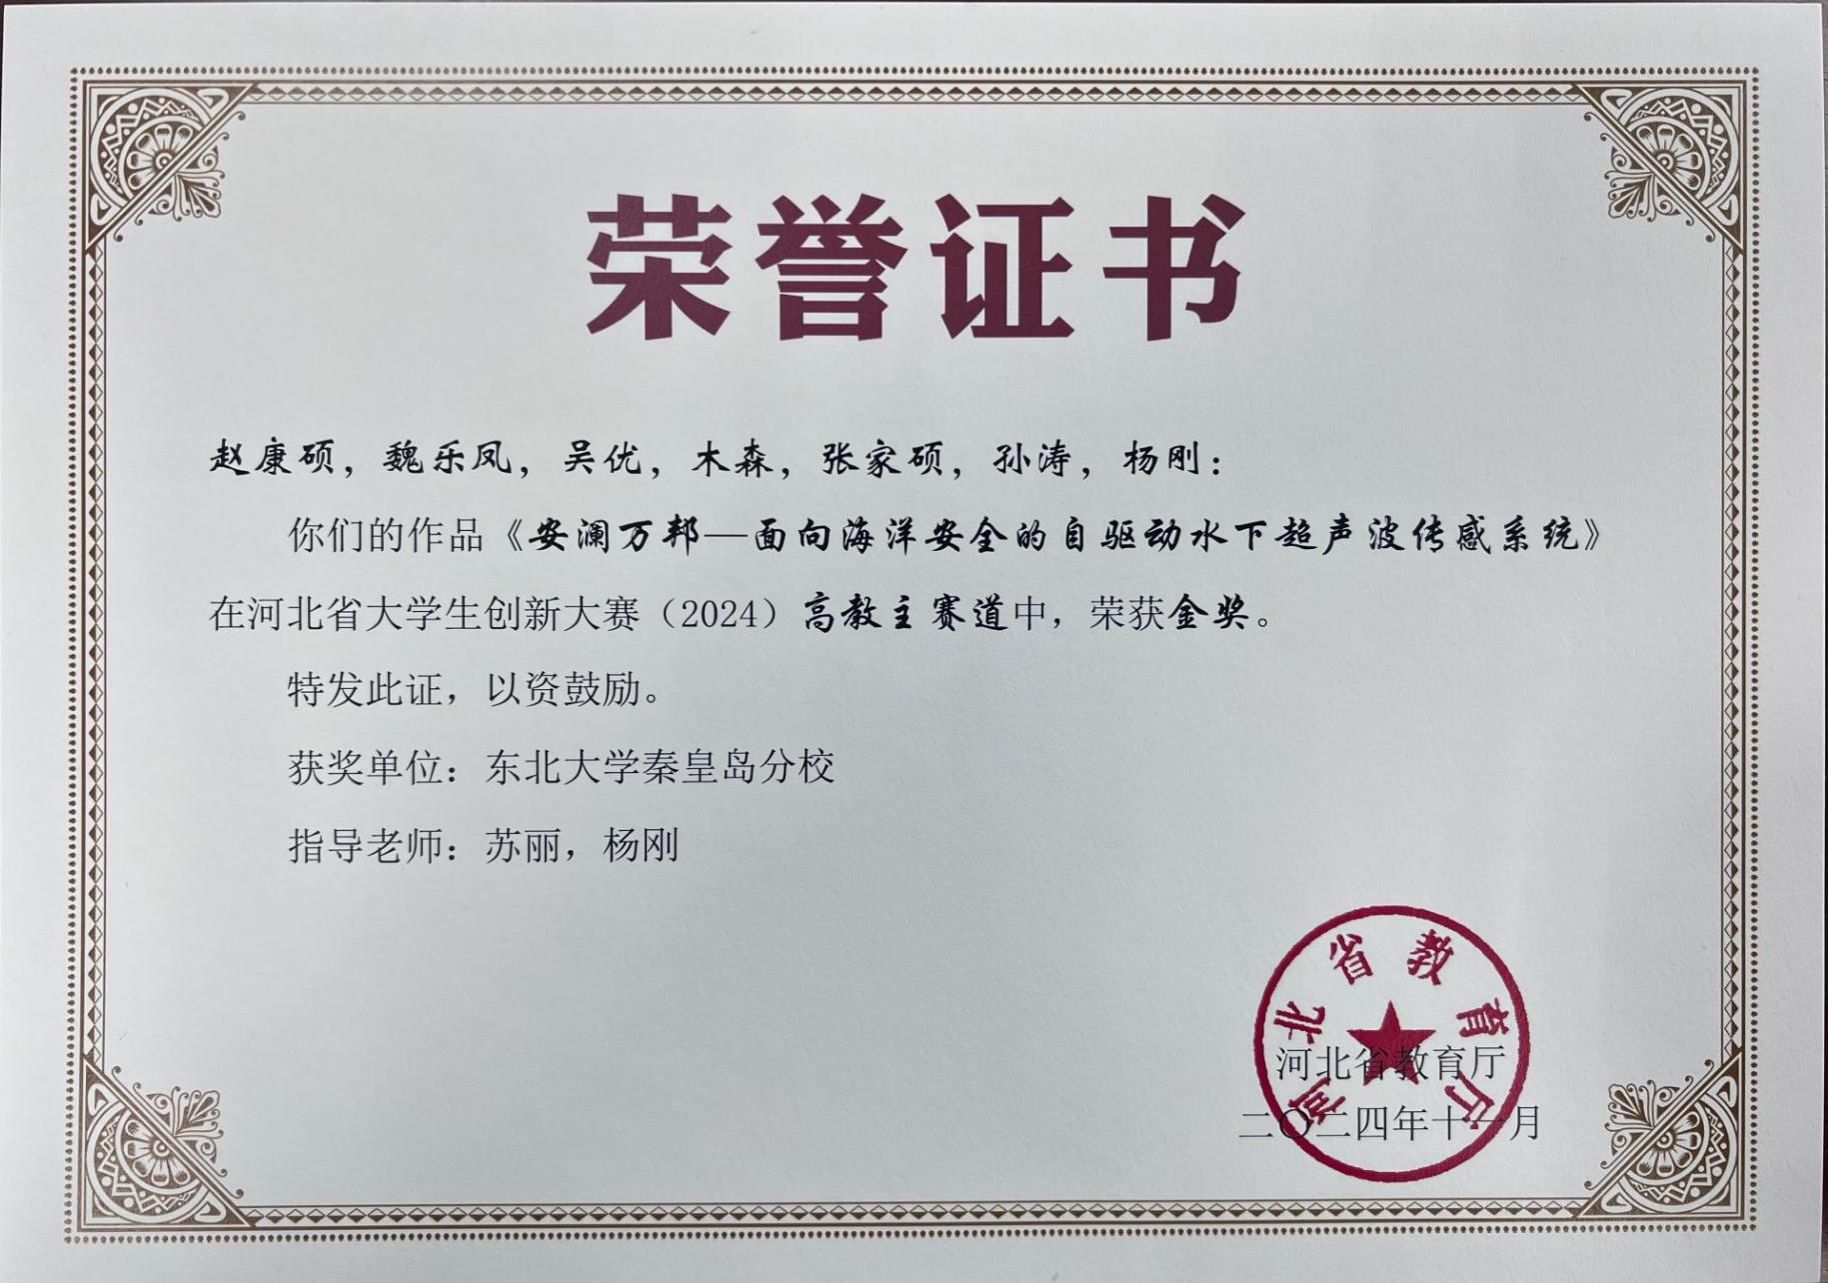 荣誉证书
赵康硕，魏乐凤，吴优，木森，张家硕，孙涛，杨刚：
你们的作品《安澜万邦—面向海洋安全的自驱动水下超声波传感系统》
在河北省大学生创新大赛（2024）高教主赛道中，荣获金奖。
特发此证，以资鼓励。
获奖单位：东北大学秦皇岛分校
指导老师：苏丽，杨刚
河北省教育厅
河北省教育厅
二〇二四年十一月